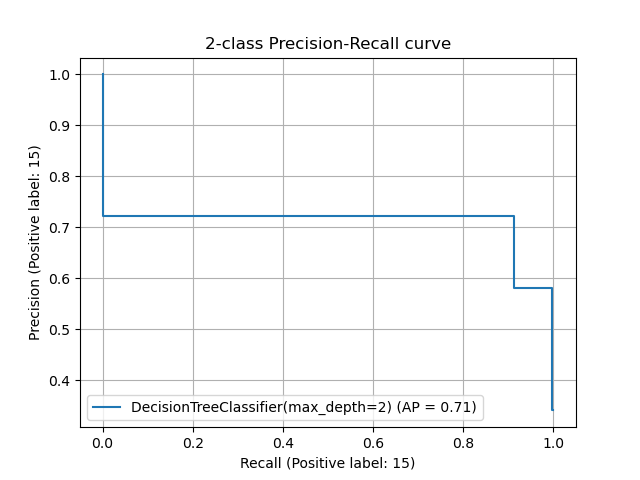 2-class Precision-Recall curve
1.0
0.9
0.8
0.7
0.6
0.5
0.4
Precision (Positive label: 15)
DecisionTreeClassifier(max_depth=2) (AP = 0.71)
0.0 0.2 0.4 0.6 0.8 1.0
Recall (Positive label: 15)